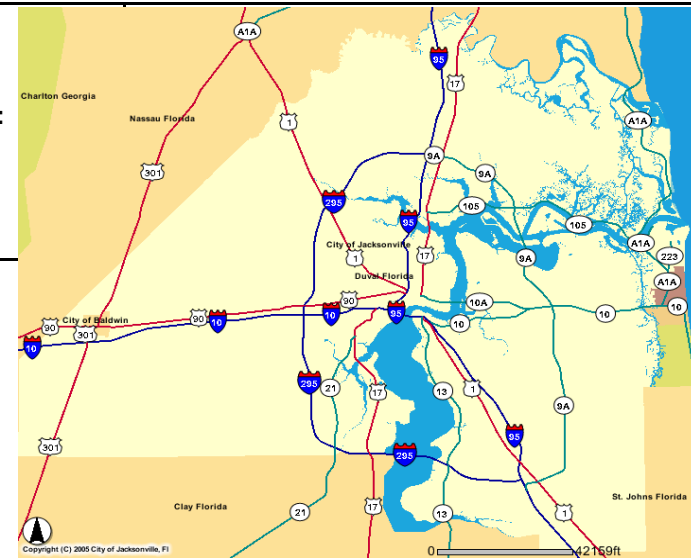 A1A
95
17
Charlton Georgia
Nassau Florida
1
A1A
9A
301
9A
295
105
95
105
City of Jacksonville
A1A
1
17
9A
223
Duval Florida
A1A
90
10A
10
City of Baldwin
90
10
10
95
10
10
90
301
10
295
21
17
13
1
9A
95
301
295
St. Johns Florida
Clay Florida
21
17
13
1
Copyright (C) 2005 City of Jacksonville, Fl
0 42159ft